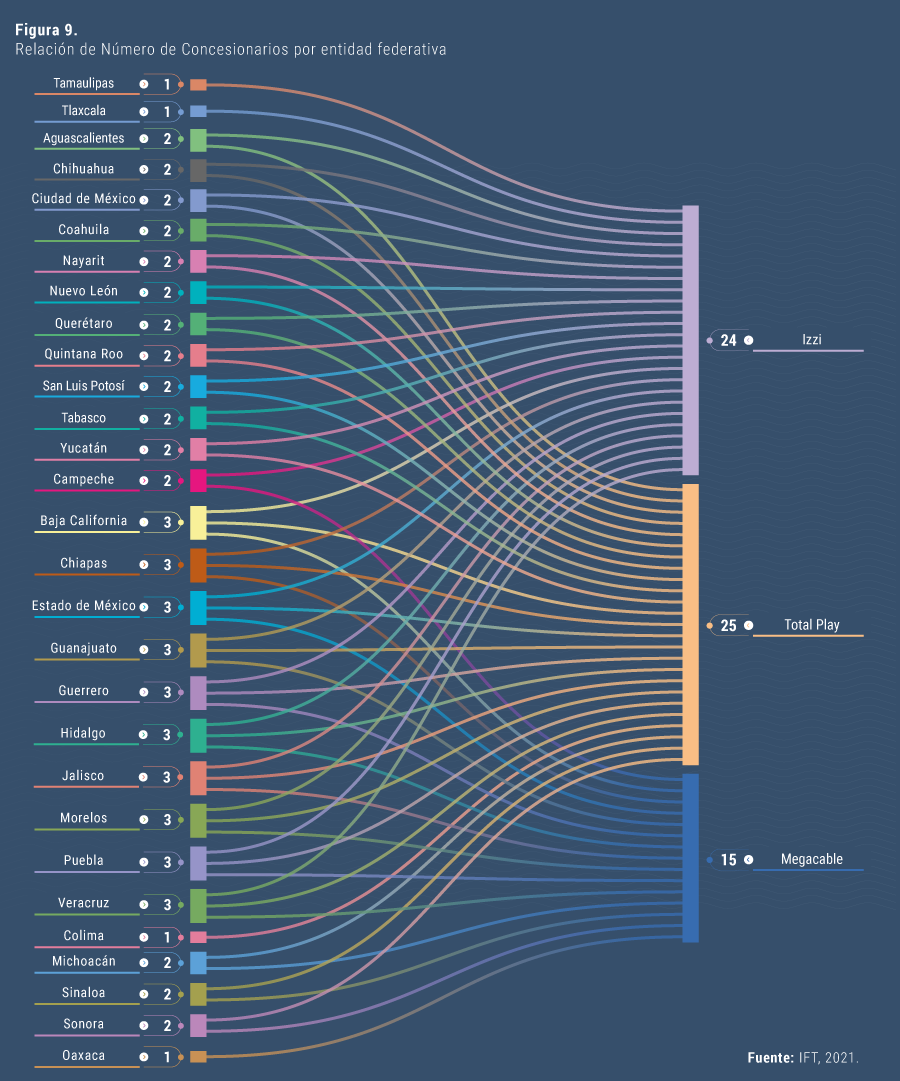 Figura 9.
Relación de Número de Concesionarios por entidad federativa
Tamaulipas 1
Tlaxcala 1
Aguascalientes 2
Chihuahua 2
Ciudad de México 2
Coahuila 2
Nayarit 2
Nuevo León 2
Querétaro 2
Quintana Roo 2
San Luis Potosí 2
Tabasco 2
Yucatán 2
Campeche 2
Baja California 3
Chiapas 3
Estado de México 3
Guanajuato 3
Guerrero 3
Hidalgo 3
Jalisco 3
Morelos 3
Puebla 3
Veracruz 3
Colima 1
Michoacán 2
Sinaloa 2
Sonora 2
Oaxaca 1
24 Izzi
25 Total Play
15 Megacable
Fuente: IFT, 2021.